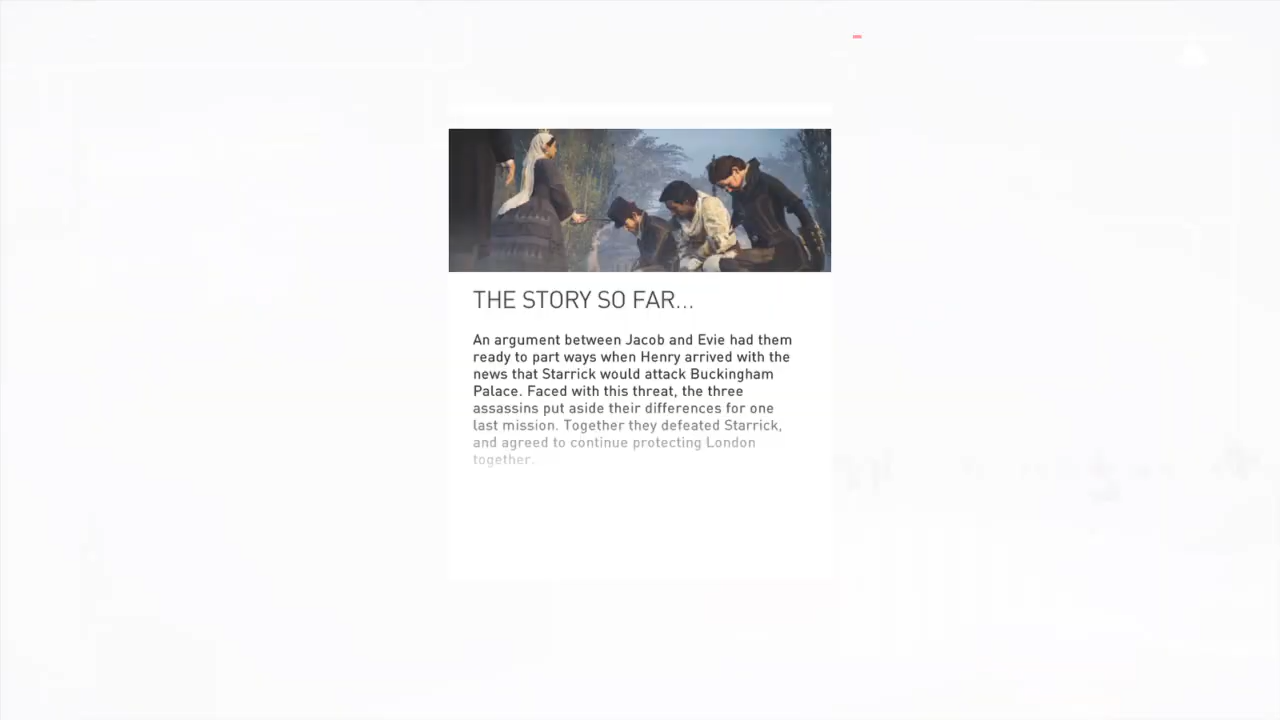 THE STORY SO FAR...
An argument between Jacob and Evie had them
ready to part ways when Henry arrived with the
news that Starrick would attack Buckingham
Palace. Faced with this threat, the three
assassins put aside their differences for one
last mission. Together they defeated Starrick,
and agreed to continue protecting London
together.